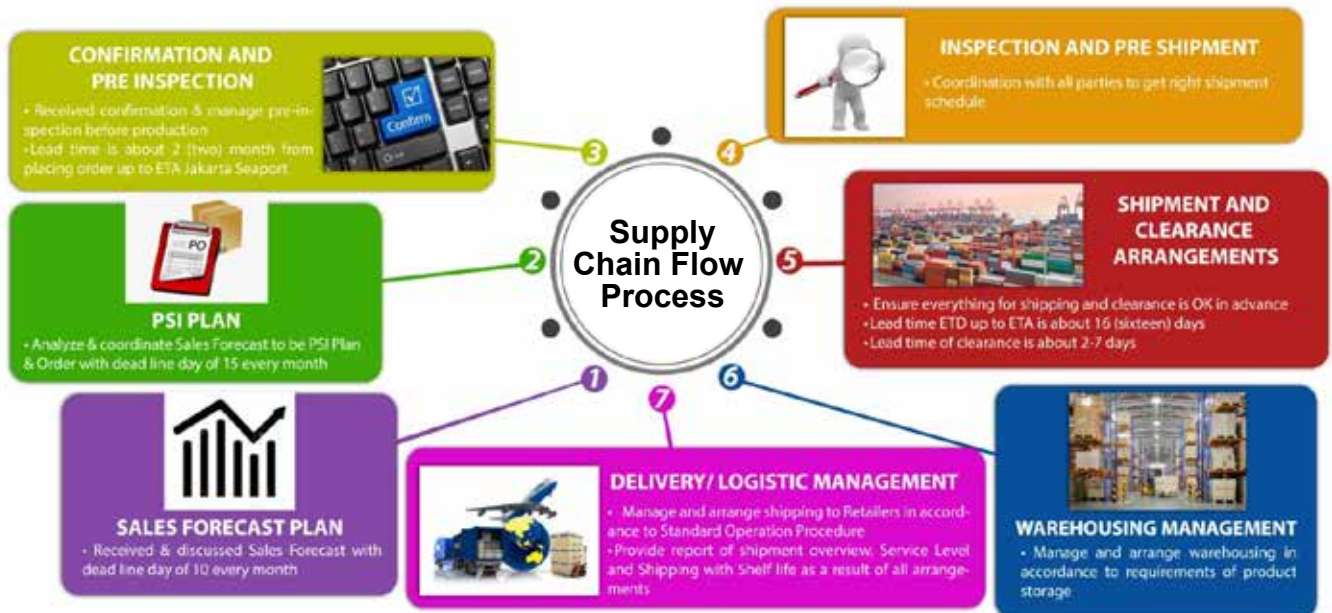 Supply
Chain Flow
Process
1
SALES FORECAST PLAN
• Received & discussed Sales Forecast with
dead line day of 10 every month
2
PO
PSI PLAN
• Analyze & coordinate Sales Forecast to be PSI Plan
& Order with dead line day of 15 every month
3
CONFIRMATION AND
PRE INSPECTION
• Received confirmation & manage pre-in-
spection before production
•Lead time is about 2 (two) month from
placing order up to ETA Jakarta Seaport
Confirm
4
INSPECTION AND PRE SHIPMENT
• Coordination with all parties to get right shipment
schedule
5
SHIPMENT AND
CLEARANCE
ARRANGEMENTS
• Ensure everything for shipping and clearance is OK in advance
•Lead time ETD up to ETA is about 16 (sixteen) days
•Lead time of clearance is about 2-7 days
6
WAREHOUSING MANAGEMENT
• Manage and arrange warehousing in
accordance to requirements of product
storage
7
DELIVERY/ LOGISTIC MANAGEMENT
• Manage and arrange shipping to Retailers in accord-
ance to Standard Operation Procedure
•Provide report of shipment overview, Service Level
and Shipping with Shelf life as a result of all arrange-
ments